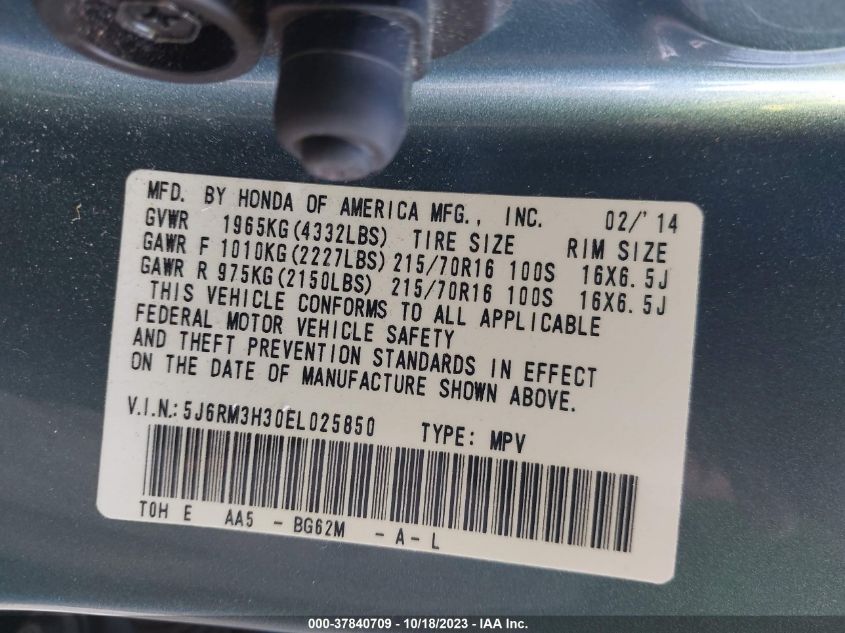 MFD. BY HONDA OF AMERICA MFG., INC. 02/'14
GVWR 1965KG(4332LBS) TIRE SIZE RIM SIZE
GAWR F 1010KG(2227LBS) 215/70R16 100S 16X6.5J
GAWR R 975KG(2150LBS) 215/70R16 100S 16X6.5J
THIS VEHICLE CONFORMS TO ALL APPLICABLE
FEDERAL MOTOR VEHICLE SAFETY
AND THEFT PREVENTION STANDARDS IN EFFECT
ON THE DATE OF MANUFACTURE SHOWN ABOVE.
V.I.N.: 5J6RM3H30EL025850 TYPE: MPV
TOH E AA5 - BG62M - A - L
000-37840709 - 10/18/2023 - IAA Inc.